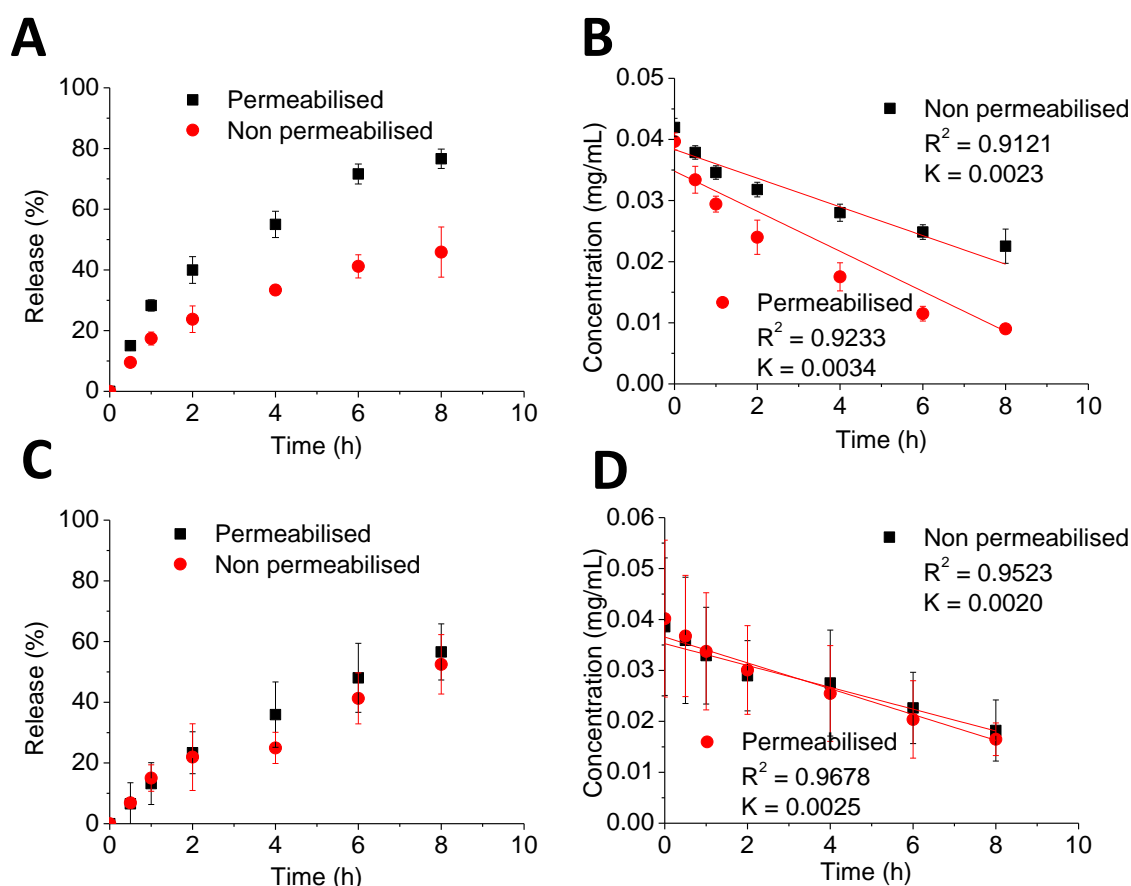 A
Release (%)
100
80
60
40
20
0
Permeabilised
Non permeabilised
0 2 4 6 8 10
Time (h)
B
Concentration (mg/mL)
0.05
0.04
0.03
0.02
0.01
0.00
Non permeabilised
R² = 0.9121
K = 0.0023
Permeabilised
R² = 0.9233
K = 0.0034
0 2 4 6 8 10
Time (h)
C
Release (%)
100
80
60
40
20
0
Permeabilised
Non permeabilised
0 2 4 6 8 10
Time (h)
D
Concentration (mg/mL)
0.06
0.05
0.04
0.03
0.02
0.01
0.00
Non permeabilised
R² = 0.9523
K = 0.0020
Permeabilised
R² = 0.9678
K = 0.0025
0 2 4 6 8 10
Time (h)